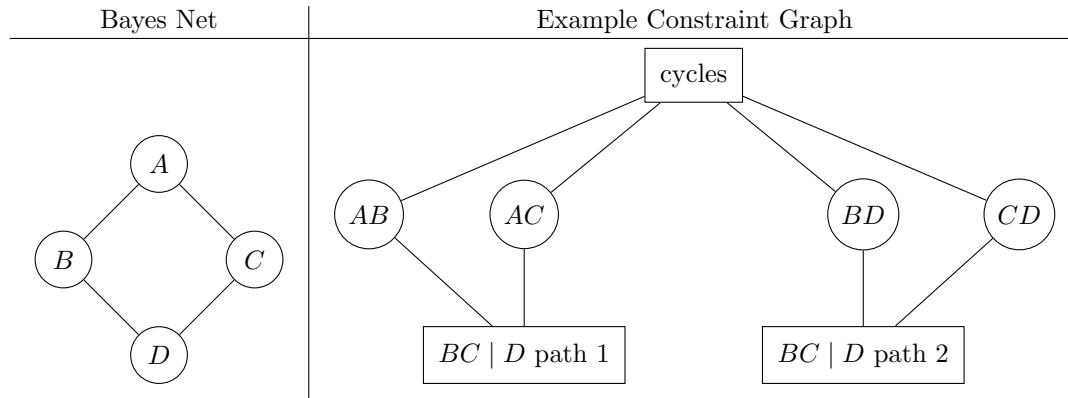 Bayes Net
Example Constraint Graph
cycles
A
AB
AC
BD
CD
B
C
D
BC | D path 1
BC | D path 2